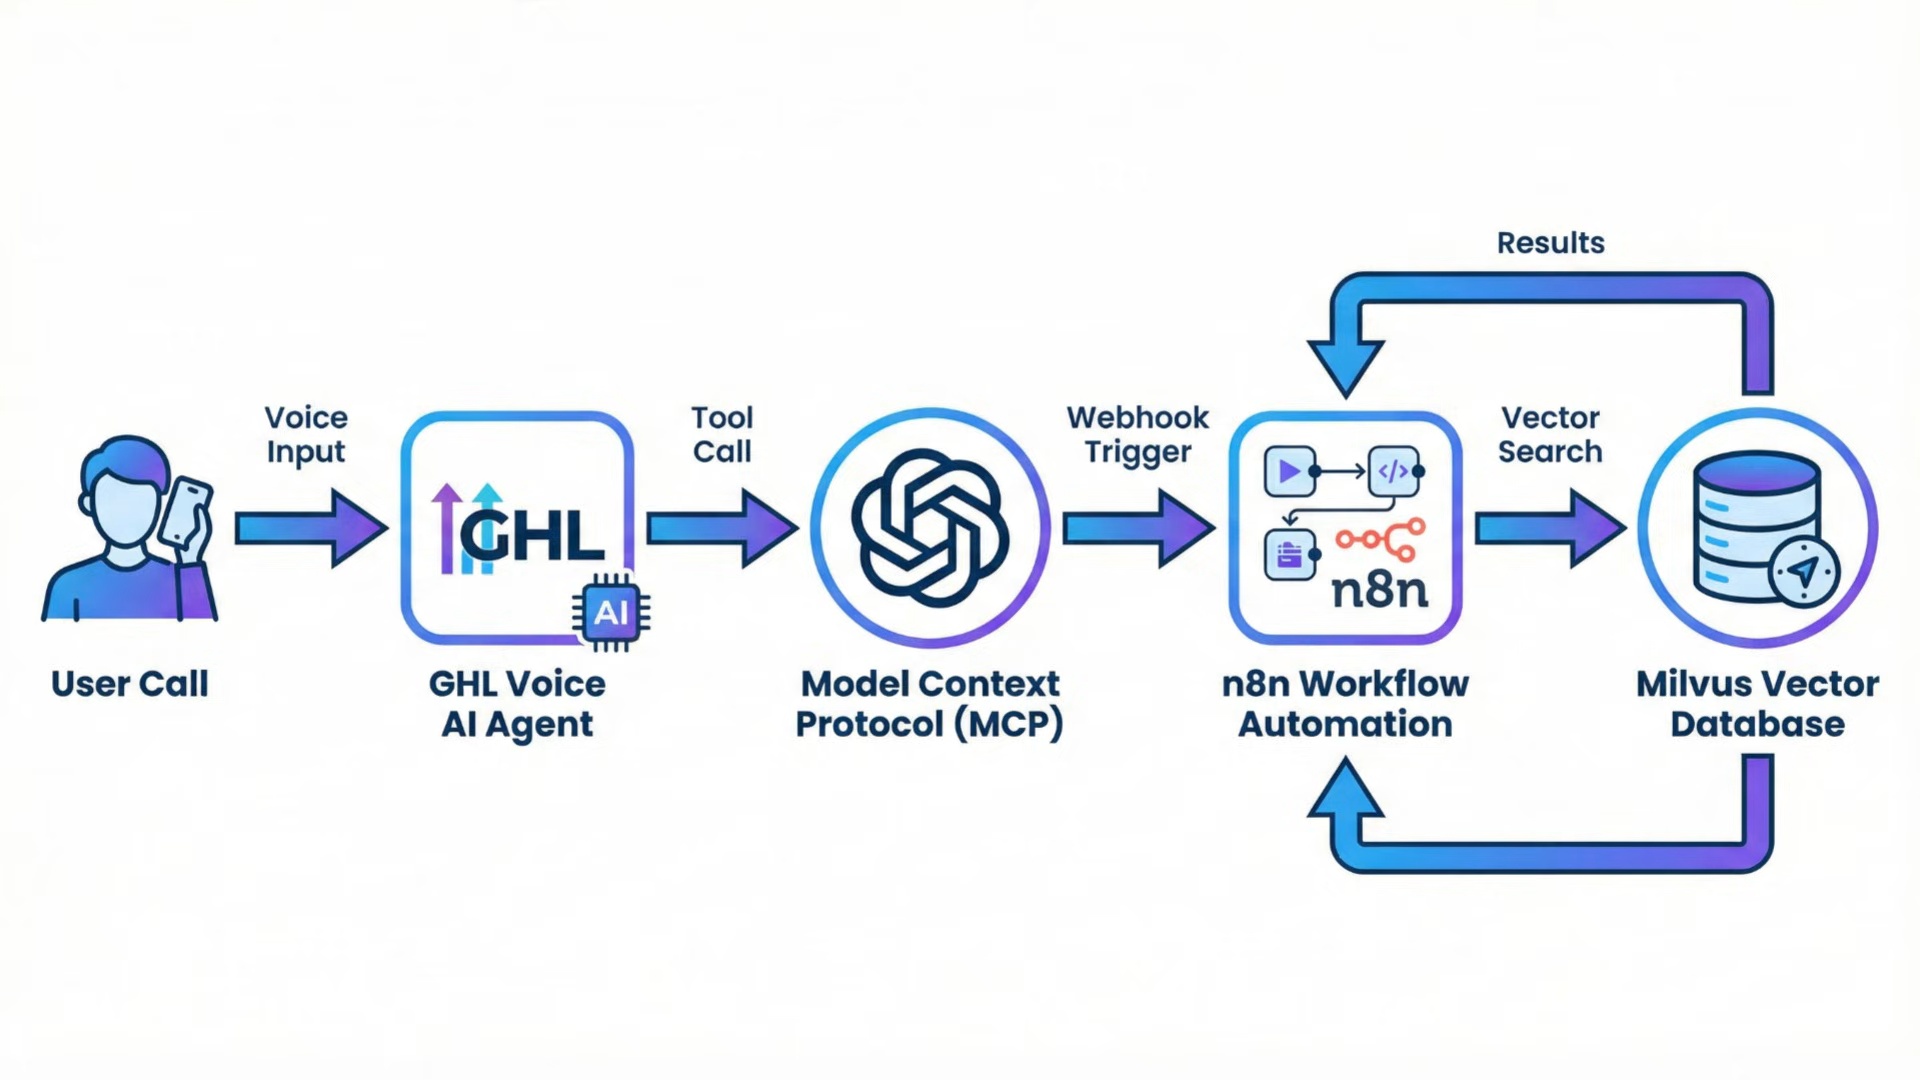 Results
Voice
Input
Tool
Call
Webhook
Trigger
Vector
Search
GHL
AI
</>
n8n
User Call
GHL Voice
AI Agent
Model Context
Protocol (MCP)
n8n Workflow
Automation
Milvus Vector
Database